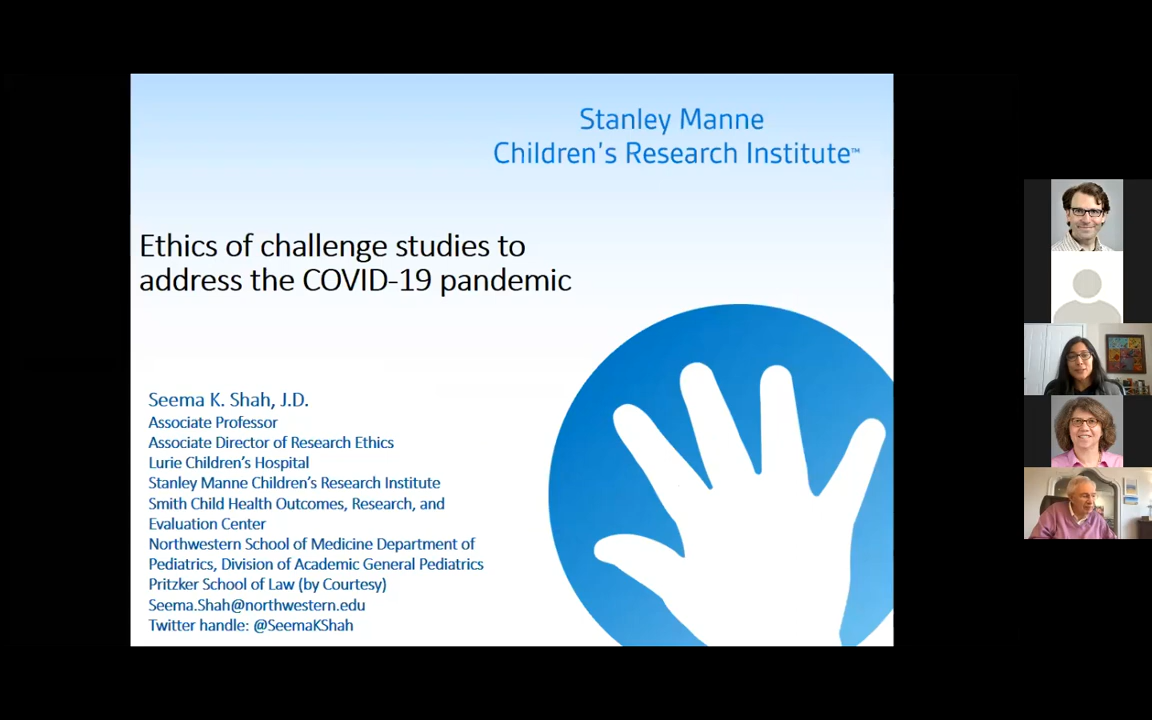 Stanley Manne
Children's Research Institute™
Ethics of challenge studies to
address the COVID-19 pandemic
Seema K. Shah, J.D.
Associate Professor
Associate Director of Research Ethics
Lurie Children's Hospital
Stanley Manne Children's Research Institute
Smith Child Health Outcomes, Research, and
Evaluation Center
Northwestern School of Medicine Department of
Pediatrics, Division of Academic General Pediatrics
Pritzker School of Law (by Courtesy)
Seema.Shah@northwestern.edu
Twitter handle: @SeemaKShah